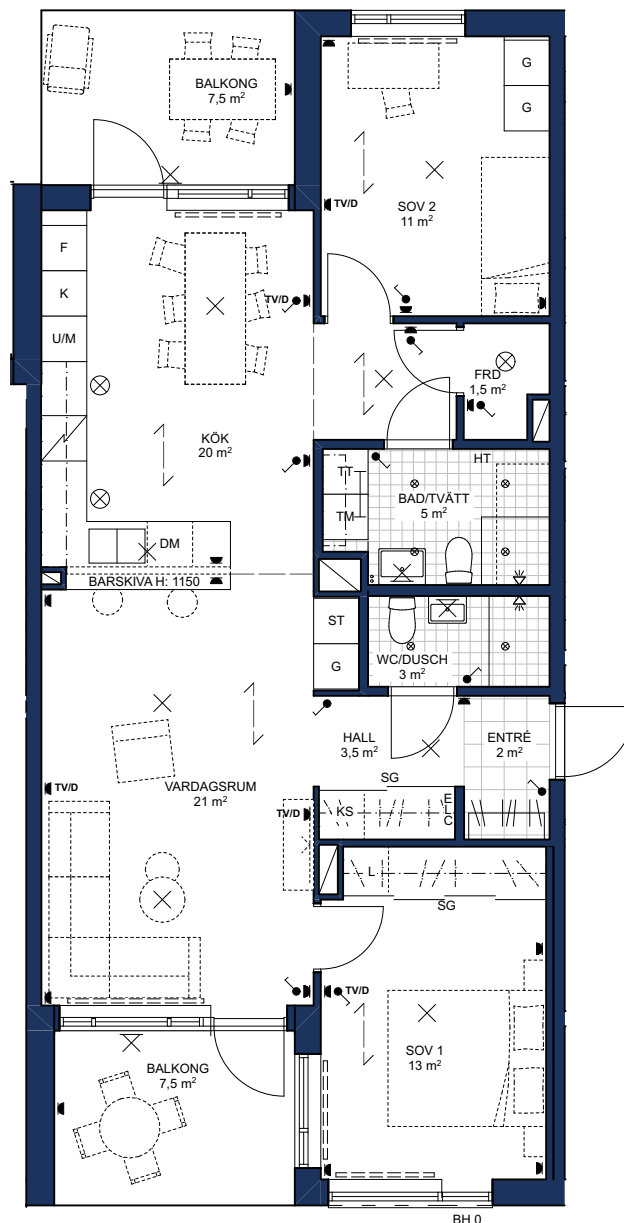 BALKONG
7,5 m²
G
G
TV/D
SOV 2
11 m²
F
K
U/M
TV/D
FRD
1,5 m²
KÖK
20 m²
HT
TT
TM
BAD/TVÄTT
5 m²
DM
BARSKIVA H: 1150
ST
G
WC/DUSCH
3 m²
HALL
3,5 m²
ENTRÉ
2 m²
SG
TV/D
VARDAGSRUM
21 m²
TV/D
KS
ELC
L
SG
TV/D
SOV 1
13 m²
BALKONG
7,5 m²
BH 0